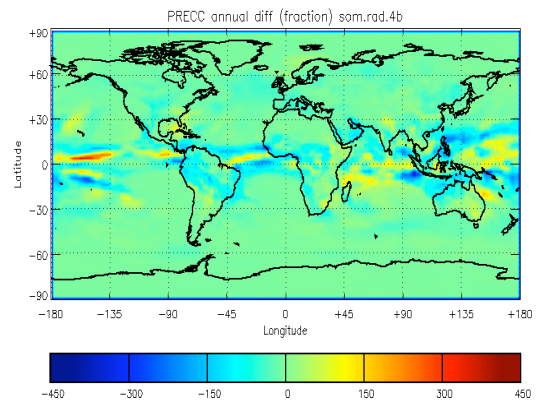 PRECC annual diff (fraction) som.rad.4b
+90
+60
+30
0
−30
−60
−90
Latitude
−180 −135 −90 −45 0 +45 +90 +135 +180
Longitude
−450 −300 −150 0 150 300 450